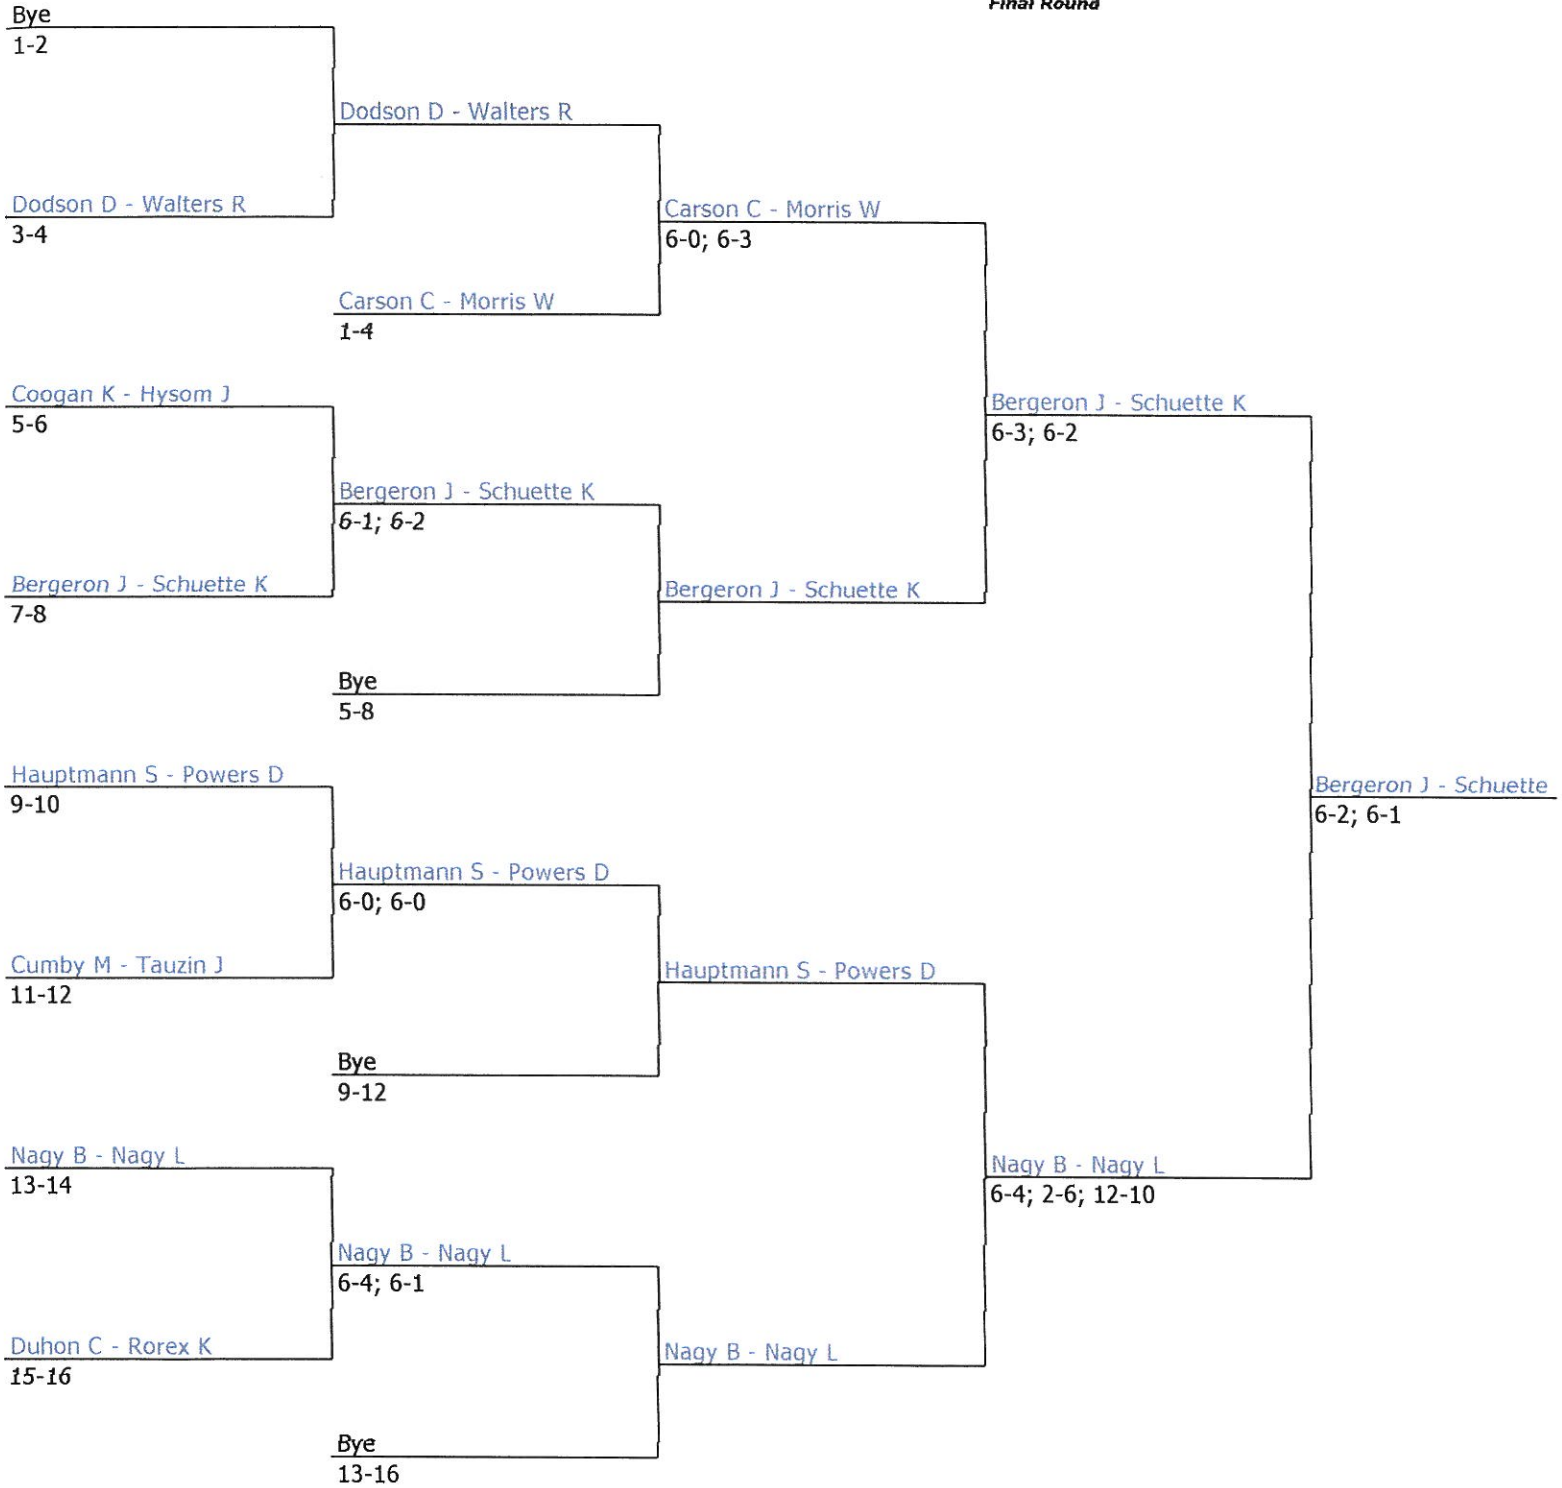 Final Round
Bye
1-2
Dodson D - Walters R
Dodson D - Walters R
3-4
Carson C - Morris W
6-0; 6-3
Carson C - Morris W
1-4
Coogan K - Hysom J
5-6
Bergeron J - Schuette K
6-3; 6-2
Bergeron J - Schuette K
6-1; 6-2
Bergeron J - Schuette K
7-8
Bergeron J - Schuette K
Bye
5-8
Hauptmann S - Powers D
9-10
Bergeron J - Schuette
6-2; 6-1
Hauptmann S - Powers D
6-0; 6-0
Cumby M - Tauzin J
11-12
Hauptmann S - Powers D
Bye
9-12
Nagy B - Nagy L
13-14
Nagy B - Nagy L
6-4; 2-6; 12-10
Nagy B - Nagy L
6-4; 6-1
Duhon C - Rorex K
15-16
Nagy B - Nagy L
Bye
13-16